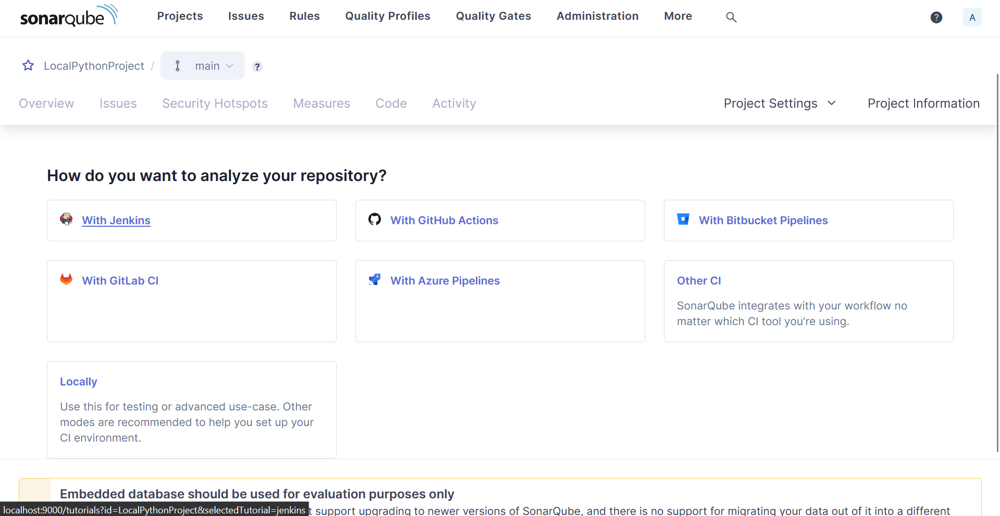 sonarqube
Projects Issues Rules Quality Profiles Quality Gates Administration More ? A
LocalPythonProject / main ?
Overview Issues Security Hotspots Measures Code Activity Project Settings Project Information
How do you want to analyze your repository?
With Jenkins With GitHub Actions With Bitbucket Pipelines
With GitLab CI With Azure Pipelines Other CI
SonarQube integrates with your workflow no
matter which CI tool you're using.
Locally
Use this for testing or advanced use-case. Other
modes are recommended to help you set up your
CI environment.
Embedded database should be used for evaluation purposes only
localhost:9000/tutorials?id=LocalPythonProject&selectedTutorial=jenkins t support upgrading to newer versions of SonarQube, and there is no support for migrating your data out of it into a different